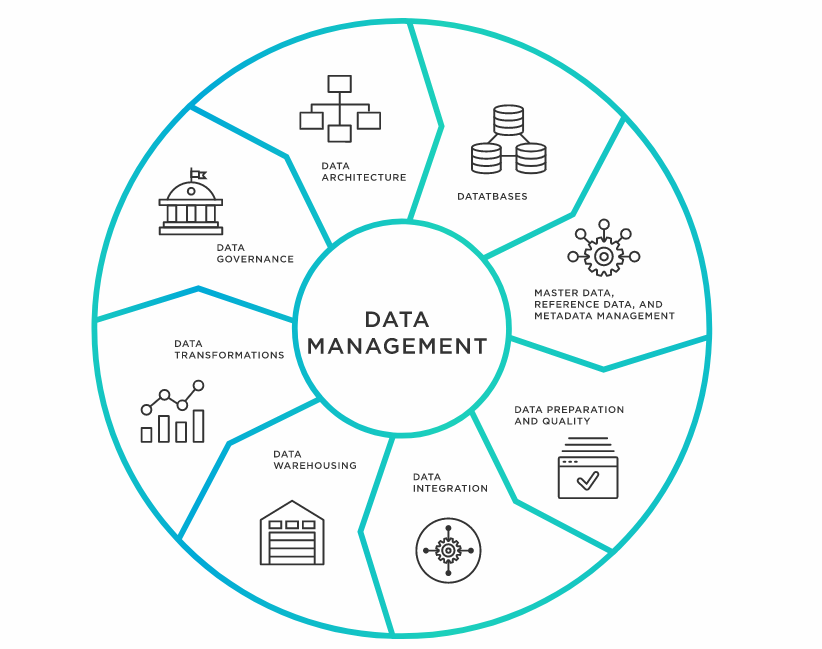 DATA
ARCHITECTURE
DATATBASES
MASTER DATA,
REFERENCE DATA, AND
METADATA MANAGEMENT
DATA PREPARATION
AND QUALITY
DATA
INTEGRATION
DATA
WAREHOUSING
DATA
TRANSFORMATIONS
DATA
GOVERNANCE
DATA
MANAGEMENT